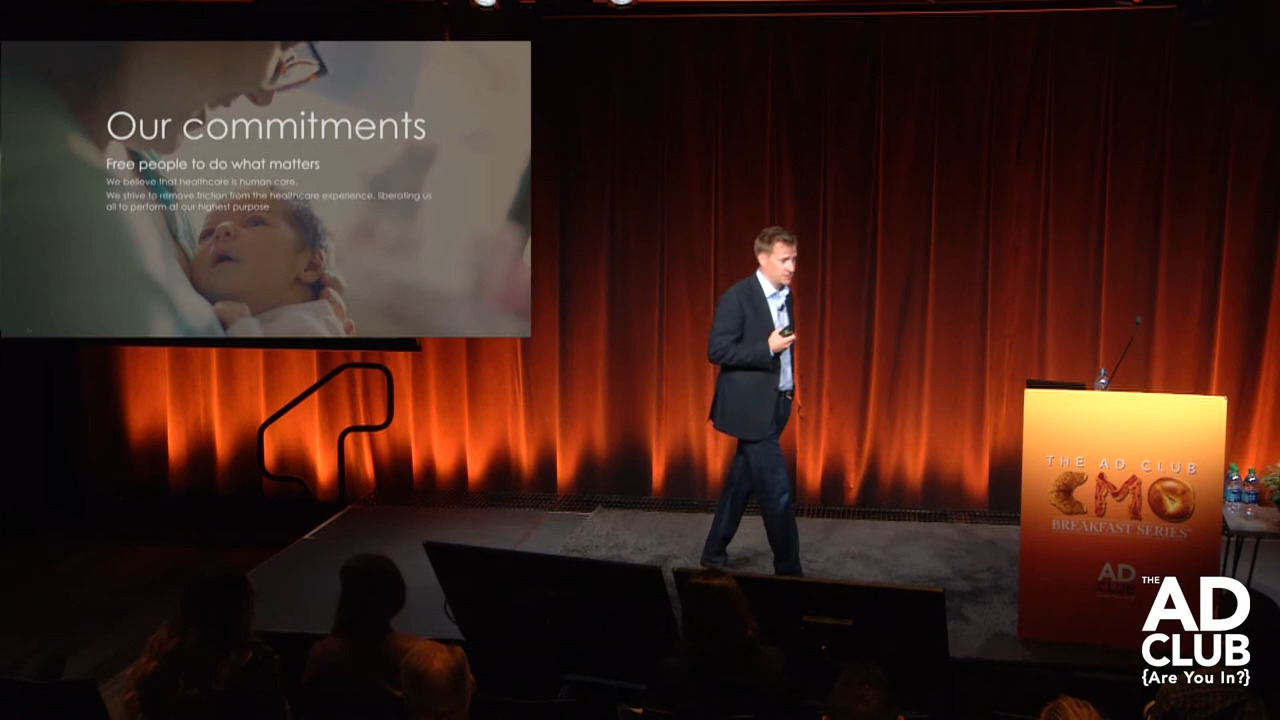 Our commitments
Free people to do what matters
We believe that healthcare is human care.
We strive to remove friction from the healthcare experience, liberating us
all to perform at our highest purpose
THE AD CLUB
CMO
BREAKFAST SERIES
AD
CLUB
THE
AD
CLUB
{Are You In?}